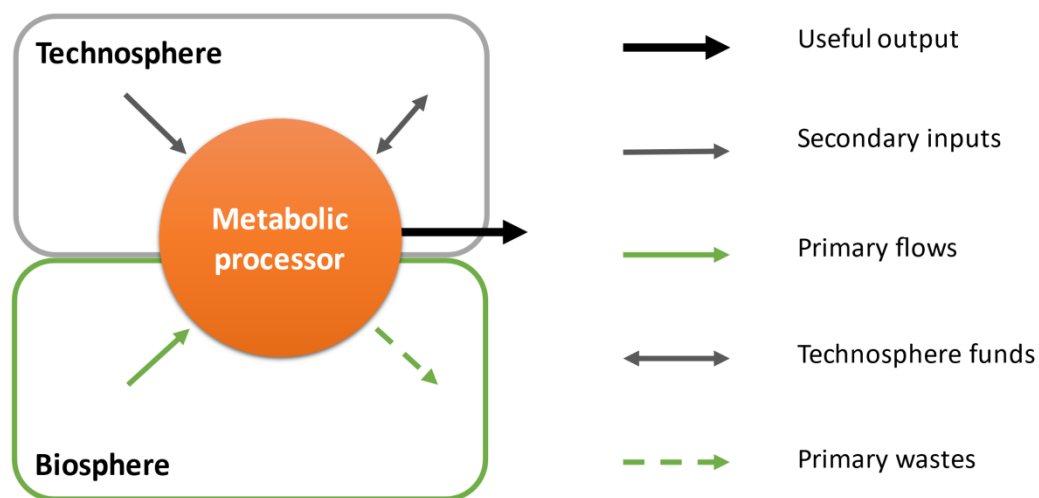 Technosphere
Metabolic
processor
Biosphere
Useful output
Secondary inputs
Primary flows
Technosphere funds
Primary wastes